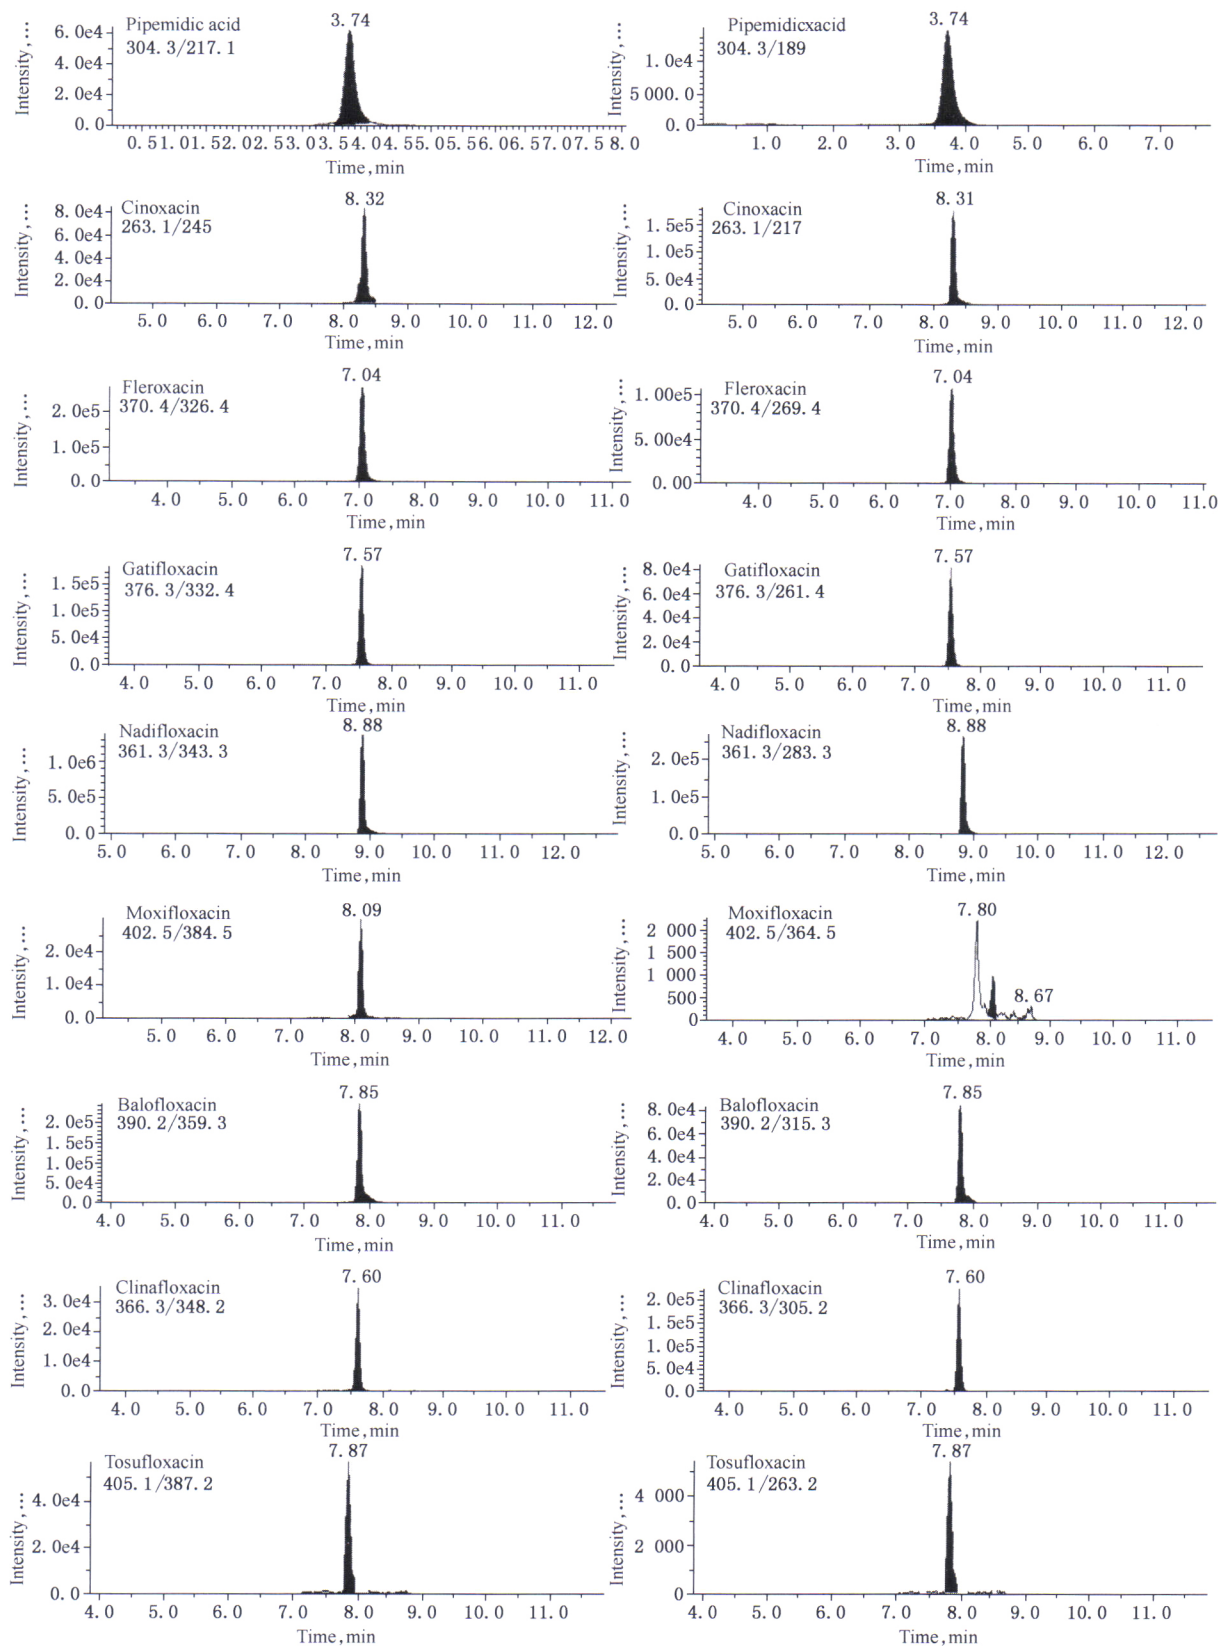 Pipemidic acid
304.3/217.1
3.74
Intensity,...
6.0e4
4.0e4
2.0e4
0.0
0.51.01.52.02.53.03.54.04.55.05.56.06.57.07.58.0
Time,min
Pipemidicxacid
304.3/189
3.74
Intensity,...
1.0e4
5 000.0
0.0
1.0 2.0 3.0 4.0 5.0 6.0 7.0
Time,min
Cinoxacin
263.1/245
8.32
Intensity,...
8.0e4
6.0e4
4.0e4
2.0e4
0.0
5.0 6.0 7.0 8.0 9.0 10.0 11.0 12.0
Time,min
Cinoxacin
263.1/217
8.31
Intensity,...
1.5e5
1.0e5
5.0e4
0.0
5.0 6.0 7.0 8.0 9.0 10.0 11.0 12.0
Time,min
Fleroxacin
370.4/326.4
7.04
Intensity,...
2.0e5
1.0e5
0.0
4.0 5.0 6.0 7.0 8.0 9.0 10.0 11.0
Time,min
Fleroxacin
370.4/269.4
7.04
Intensity,...
1.00e5
5.00e4
0.00
4.0 5.0 6.0 7.0 8.0 9.0 10.0 11.0
Time,min
Gatifloxacin
376.3/332.4
7.57
Intensity,...
1.5e5
1.0e5
5.0e4
0.0
4.0 5.0 6.0 7.0 8.0 9.0 10.0 11.0
Time,min
Gatifloxacin
376.3/261.4
7.57
Intensity,...
8.0e4
6.0e4
4.0e4
2.0e4
0.0
4.0 5.0 6.0 7.0 8.0 9.0 10.0 11.0
Time,min
Nadifloxacin
361.3/343.3
8.88
Intensity,...
1.0e6
5.0e5
0.0
5.0 6.0 7.0 8.0 9.0 10.0 11.0 12.0
Time,min
Nadifloxacin
361.3/283.3
8.88
Intensity,...
2.0e5
1.0e5
0.0
5.0 6.0 7.0 8.0 9.0 10.0 11.0 12.0
Time,min
Moxifloxacin
402.5/384.5
8.09
Intensity,...
2.0e4
1.0e4
0.0
5.0 6.0 7.0 8.0 9.0 10.0 11.0 12.0
Time,min
Moxifloxacin
402.5/364.5
7.80
8.67
Intensity,...
2 000
1 500
1 000
500
0
4.0 5.0 6.0 7.0 8.0 9.0 10.0 11.0
Time,min
Balofloxacin
390.2/359.3
7.85
Intensity,...
2.0e5
1.5e5
1.0e5
5.0e4
0.0
4.0 5.0 6.0 7.0 8.0 9.0 10.0 11.0
Time,min
Balofloxacin
390.2/315.3
7.85
Intensity,...
8.0e4
6.0e4
4.0e4
2.0e4
0.0
4.0 5.0 6.0 7.0 8.0 9.0 10.0 11.0
Time,min
Clinafloxacin
366.3/348.2
7.60
Intensity,...
3.0e4
2.0e4
1.0e4
0.0
4.0 5.0 6.0 7.0 8.0 9.0 10.0 11.0
Time,min
Clinafloxacin
366.3/305.2
7.60
Intensity,...
2.0e5
1.5e5
1.0e5
5.0e4
0.0
4.0 5.0 6.0 7.0 8.0 9.0 10.0 11.0
Time,min
Tosufloxacin
405.1/387.2
7.87
Intensity,...
4.0e4
2.0e4
0.0
4.0 5.0 6.0 7.0 8.0 9.0 10.0 11.0
Time,min
Tosufloxacin
405.1/263.2
7.87
Intensity,...
4 000
2 000
0
4.0 5.0 6.0 7.0 8.0 9.0 10.0 11.0
Time,min